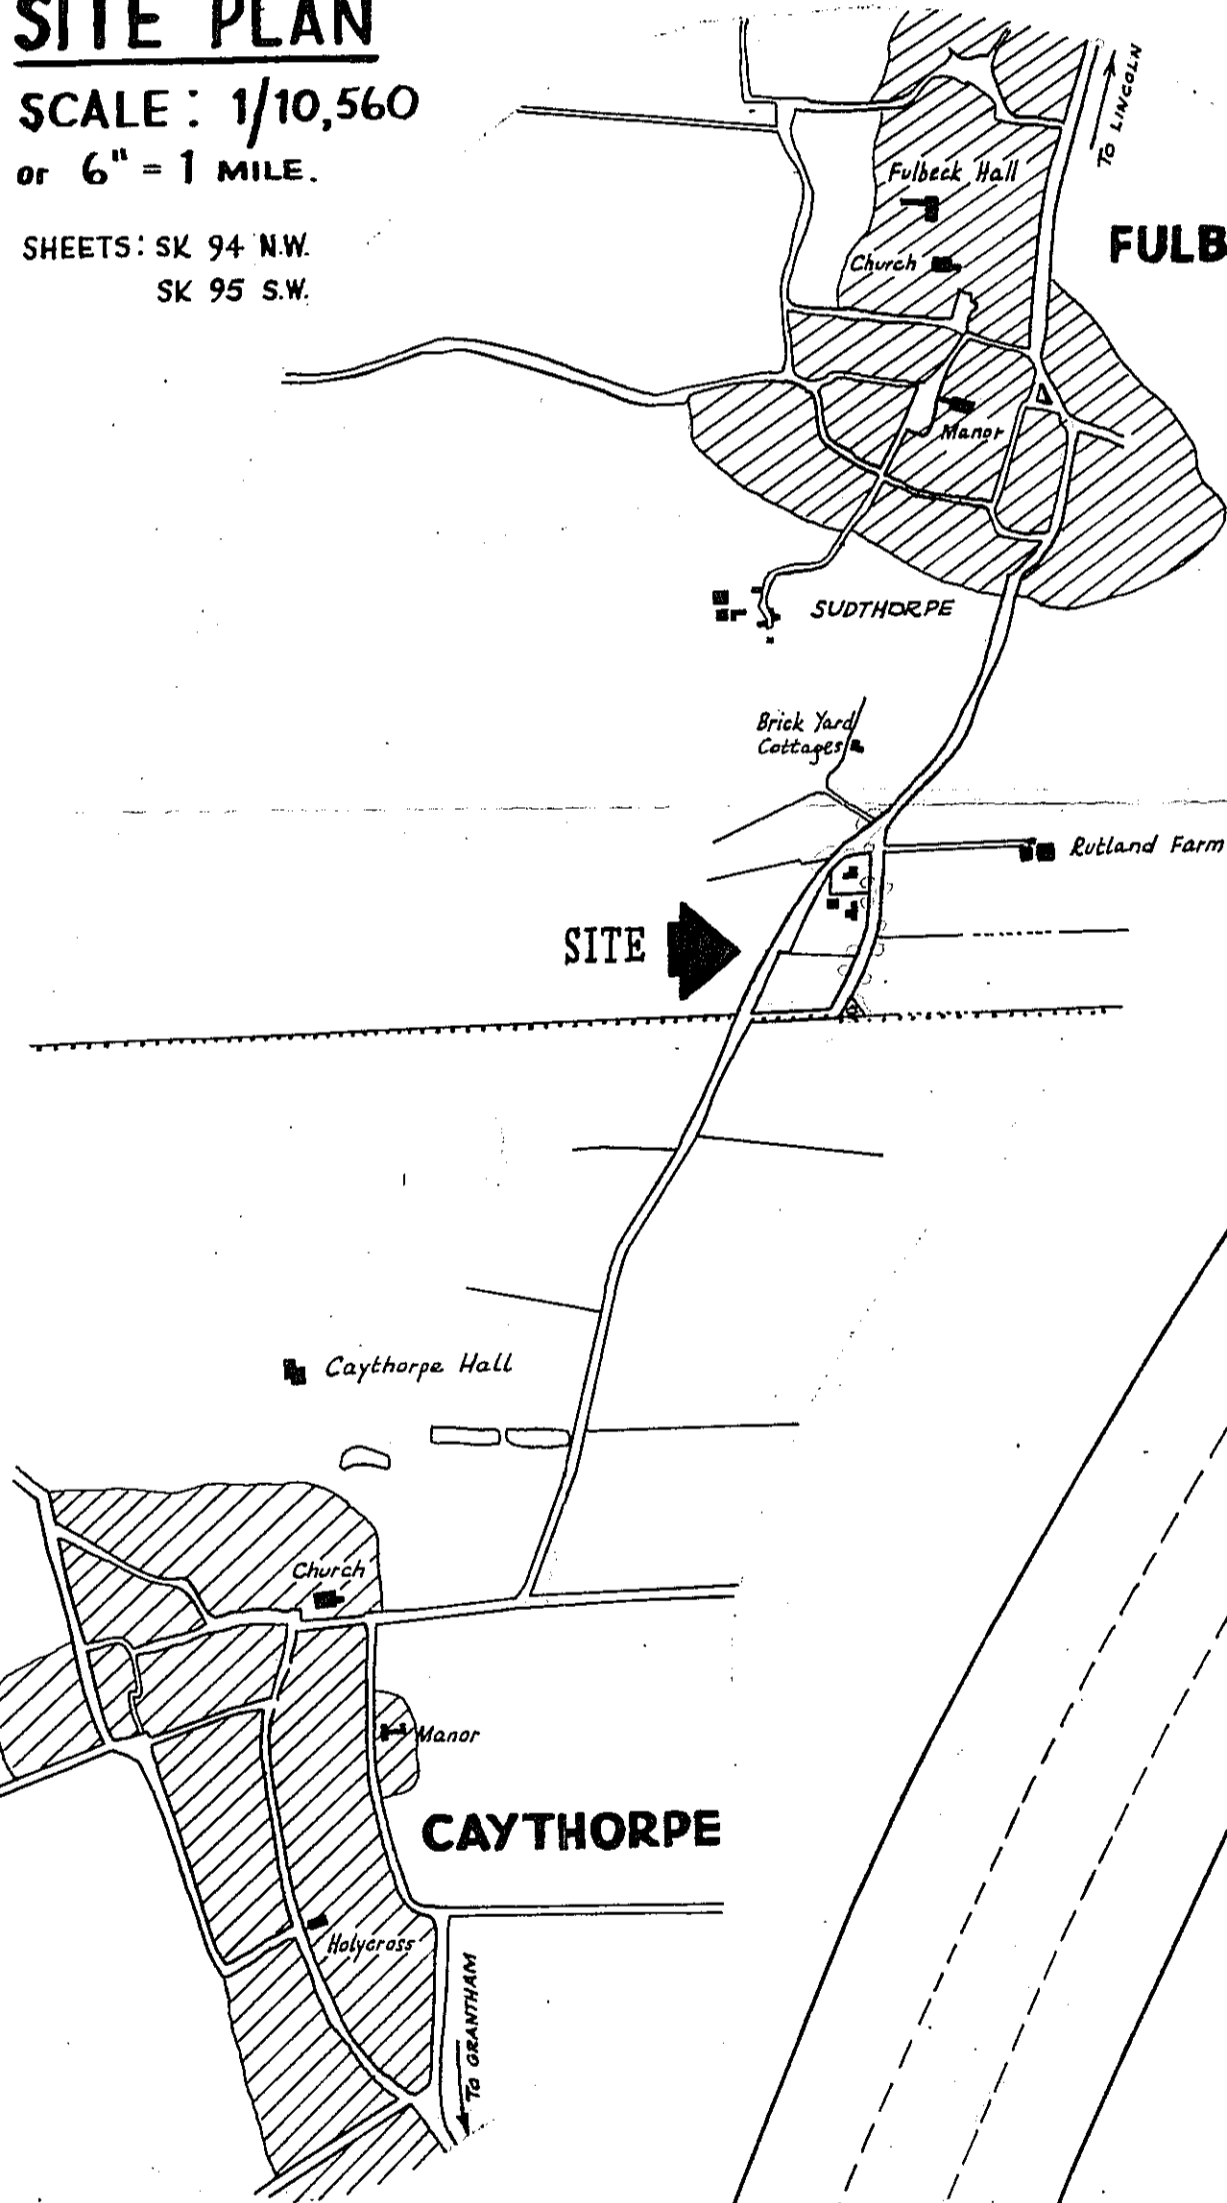 SITE PLAN
SCALE : 1/10,560
or 6" = 1 MILE.
SHEETS: SK 94 N.W.
SK 95 S.W.
TO LINCOLN
Fulbeck Hall
FULB
Church
Manor
SUDTHORPE
Brick Yard
Cottages
Rutland Farm
SITE
Caythorpe Hall
Church
Manor
CAYTHORPE
Holycross
TO GRANTHAM